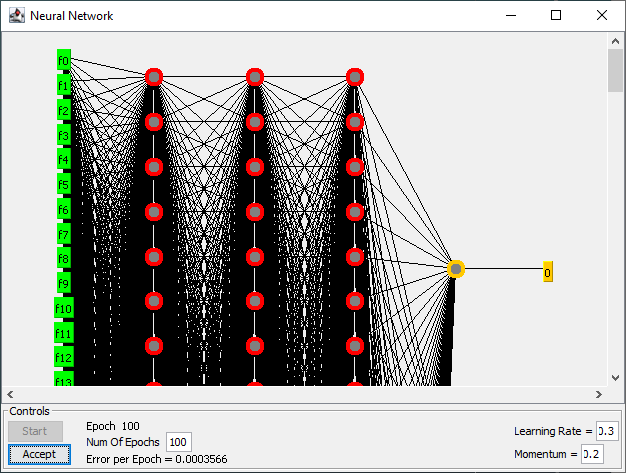 Neural Network
f0
f1
f2
f3
f4
f5
f6
f7
f8
f9
f10
f11
f12
f13
0
Controls
Start
Accept
Epoch 100
Num Of Epochs 100
Error per Epoch = 0.0003566
Learning Rate = 0.3
Momentum = 0.2